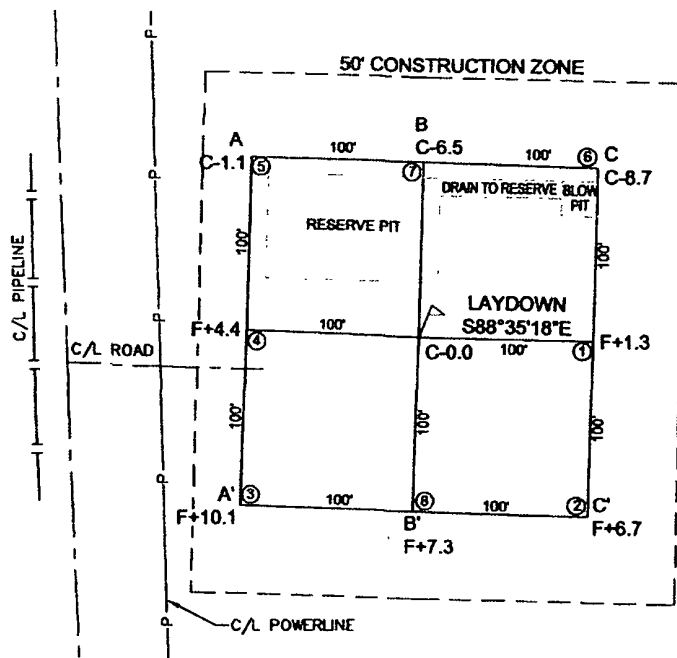 50' CONSTRUCTION ZONE
A
B
C
C-1.1
C-6.5
C-8.7
100'
100'
5
7
6
DRAIN TO RESERVE BLOW
PIT
RESERVE PIT
100'
100'
LAYDOWN
S88°35'18"E
F+4.4
100'
C-0.0
100'
F+1.3
4
1
C/L PIPELINE
C/L ROAD
P
P
P
P
P
P
100'
100'
100'
A'
3
F+10.1
100'
8
B'
F+7.3
100'
2
C'
F+6.7
C/L POWERLINE